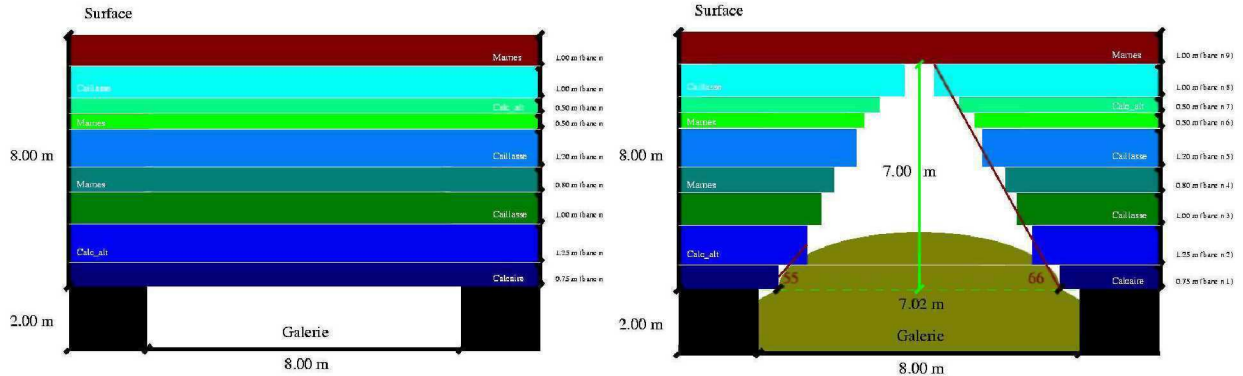 Surface
Marnes
1.00 m (banc n
Caillasse
1.00 m (banc n
Calc_alt
0.50 m (banc n
Marnes
0.50 m (banc n
8.00 m
Caillasse
1.20 m (banc n
Marnes
0.80 m (banc n
Caillasse
1.00 m (banc n
Calc_alt
1.25 m (banc n
Calcaire
0.75 m (banc n
2.00 m
Galerie
8.00 m
Surface
Marnes
1.00 m (banc n 9)
Caillasse
1.00 m (banc n 8)
Calc_alt
0.50 m (banc n 7)
Marnes
0.50 m (banc n 6)
8.00 m
Caillasse
1.20 m (banc n 5)
7.00 m
Marnes
0.80 m (banc n 4)
Caillasse
1.00 m (banc n 3)
Calc_alt
1.25 m (banc n 2)
55
66
Calcaire
0.75 m (banc n 1)
7.02 m
2.00 m
Galerie
8.00 m